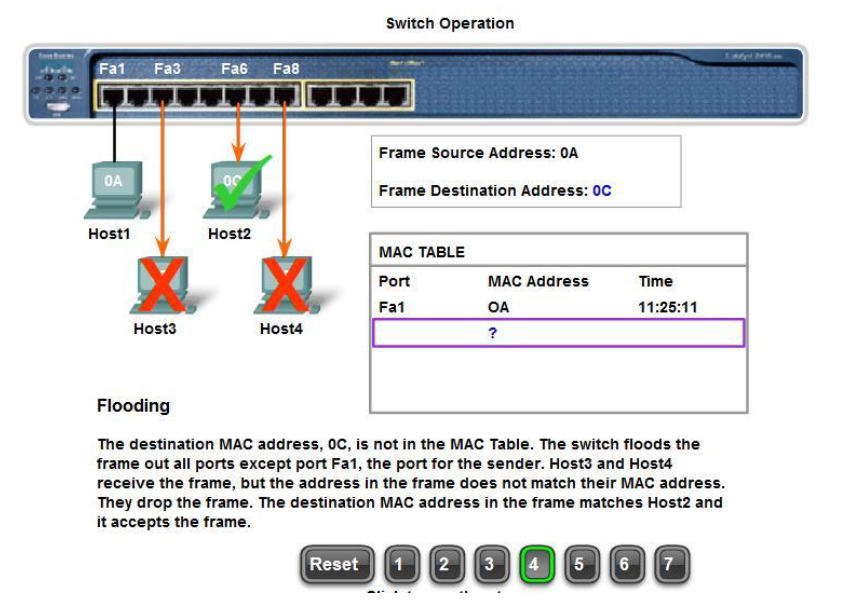 Switch Operation
Fa1 Fa3 Fa6 Fa8
Frame Source Address: 0A
Frame Destination Address: 0C
0A
0C
Host1 Host2
MAC TABLE
Port MAC Address Time
Fa1 OA 11:25:11
?
Host3 Host4
Flooding
The destination MAC address, 0C, is not in the MAC Table. The switch floods the
frame out all ports except port Fa1, the port for the sender. Host3 and Host4
receive the frame, but the address in the frame does not match their MAC address.
They drop the frame. The destination MAC address in the frame matches Host2 and
it accepts the frame.
Reset 1 2 3 4 5 6 7